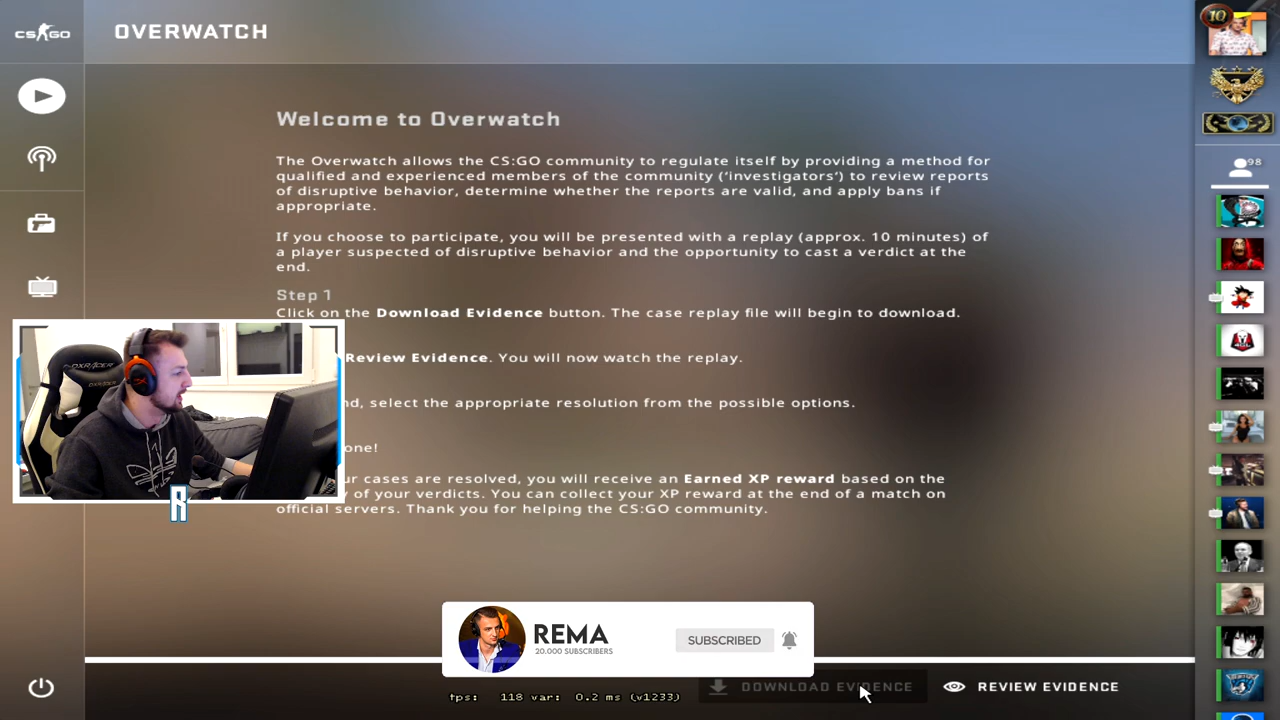 CS:GO
OVERWATCH
10
Welcome to Overwatch
The Overwatch allows the CS:GO community to regulate itself by providing a method for
qualified and experienced members of the community ('investigators') to review reports
of disruptive behavior, determine whether the reports are valid, and apply bans if
appropriate.
98
If you choose to participate, you will be presented with a replay (approx. 10 minutes) of
a player suspected of disruptive behavior and the opportunity to cast a verdict at the
end.
Step 1
Click on the Download Evidence button. The case replay file will begin to download.
Review Evidence. You will now watch the replay.
nd, select the appropriate resolution from the possible options.
one!
ur cases are resolved, you will receive an Earned XP reward based on the
y of your verdicts. You can collect your XP reward at the end of a match on
official servers. Thank you for helping the CS:GO community.
DXRACER
R
REMA
20.000 SUBSCRIBERS
SUBSCRIBED
fps: 118 var: 0.2 ms (v1233)
DOWNLOAD EVIDENCE
REVIEW EVIDENCE